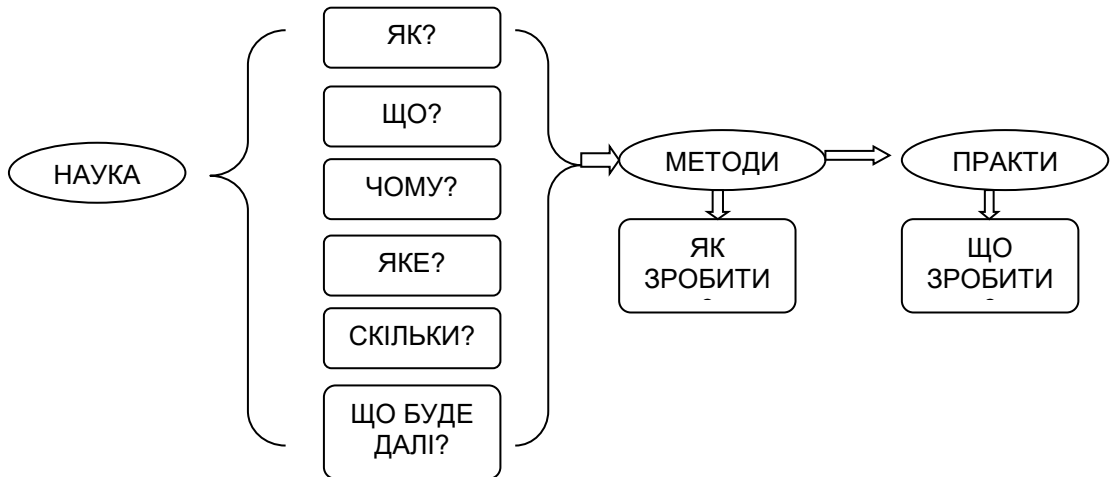 НАУКА
ЯК?
ЩО?
ЧОМУ?
ЯКЕ?
СКІЛЬКИ?
ЩО БУДЕ
ДАЛІ?
МЕТОДИ
ЯК
ЗРОБИТИ
ПРАКТИ
ЩО
ЗРОБИТИ